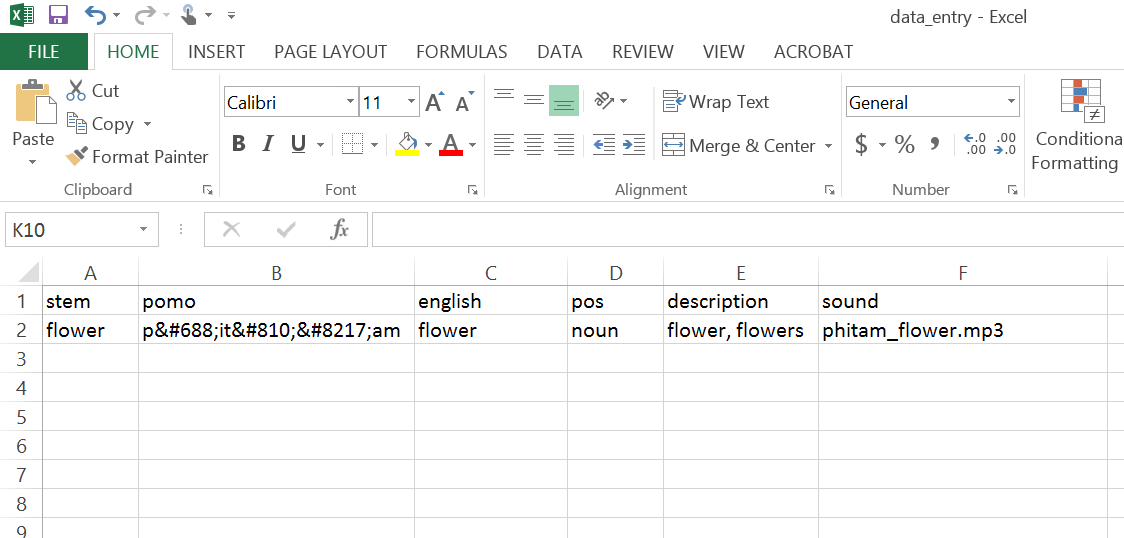 data_entry - Excel
FILE HOME INSERT PAGE LAYOUT FORMULAS DATA REVIEW VIEW ACROBAT
Paste
Cut
Copy
Format Painter
Clipboard
Calibri 11
B I U A
Font
Wrap Text
Merge & Center
Alignment
General
$ % , .0 .00 .00 .0
Number
Conditiona
Formatting
K10 fx
A B C D E F
1 stem pomo english pos description sound
2 flower p&#688;it&#810;&#8217;am flower noun flower, flowers phitam_flower.mp3
3
4
5
6
7
8
9